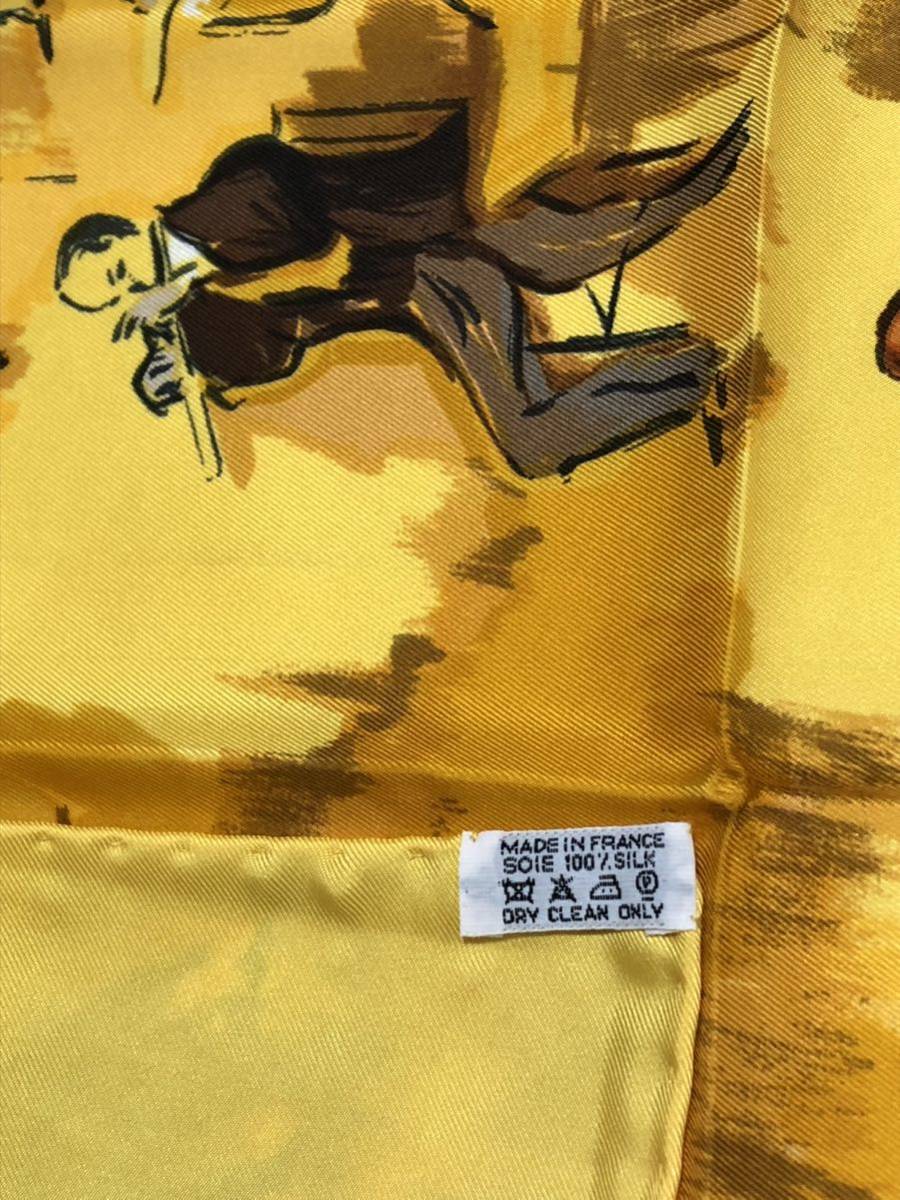 MADE IN FRANCE
SOIE 100% SILK
DRY CLEAN ONLY